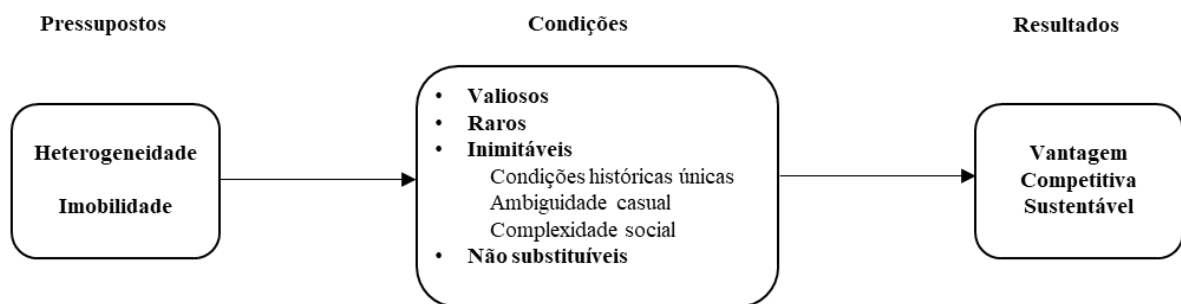 Pressupostos
Condições
Resultados
Heterogeneidade
Imobilidade
• Valiosos
• Raros
• Inimitáveis
Condições históricas únicas
Ambiguidade casual
Complexidade social
• Não substituíveis
Vantagem
Competitiva
Sustentável